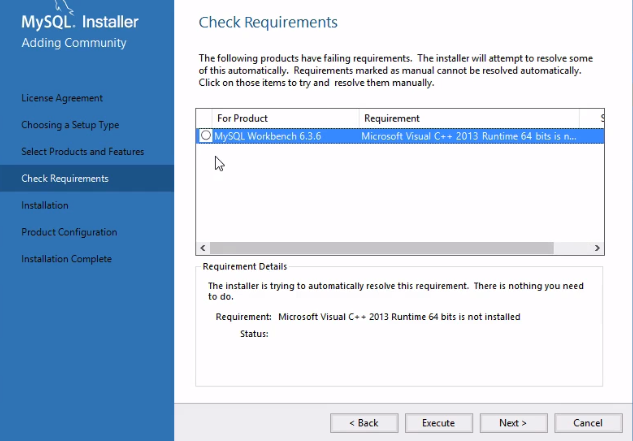 MySQL. Installer
Adding Community
License Agreement
Choosing a Setup Type
Select Products and Features
Check Requirements
Installation
Product Configuration
Installation Complete
Check Requirements
The following products have failing requirements. The installer will attempt to resolve some
of this automatically. Requirements marked as manual cannot be resolved automatically.
Click on those items to try and resolve them manually.
For Product Requirement S
MySQL Workbench 6.3.6 Microsoft Visual C++ 2013 Runtime 64 bits is n...
Requirement Details
The installer is trying to automatically resolve this requirement. There is nothing you need
to do.
Requirement: Microsoft Visual C++ 2013 Runtime 64 bits is not installed
Status:
< Back Execute Next > Cancel